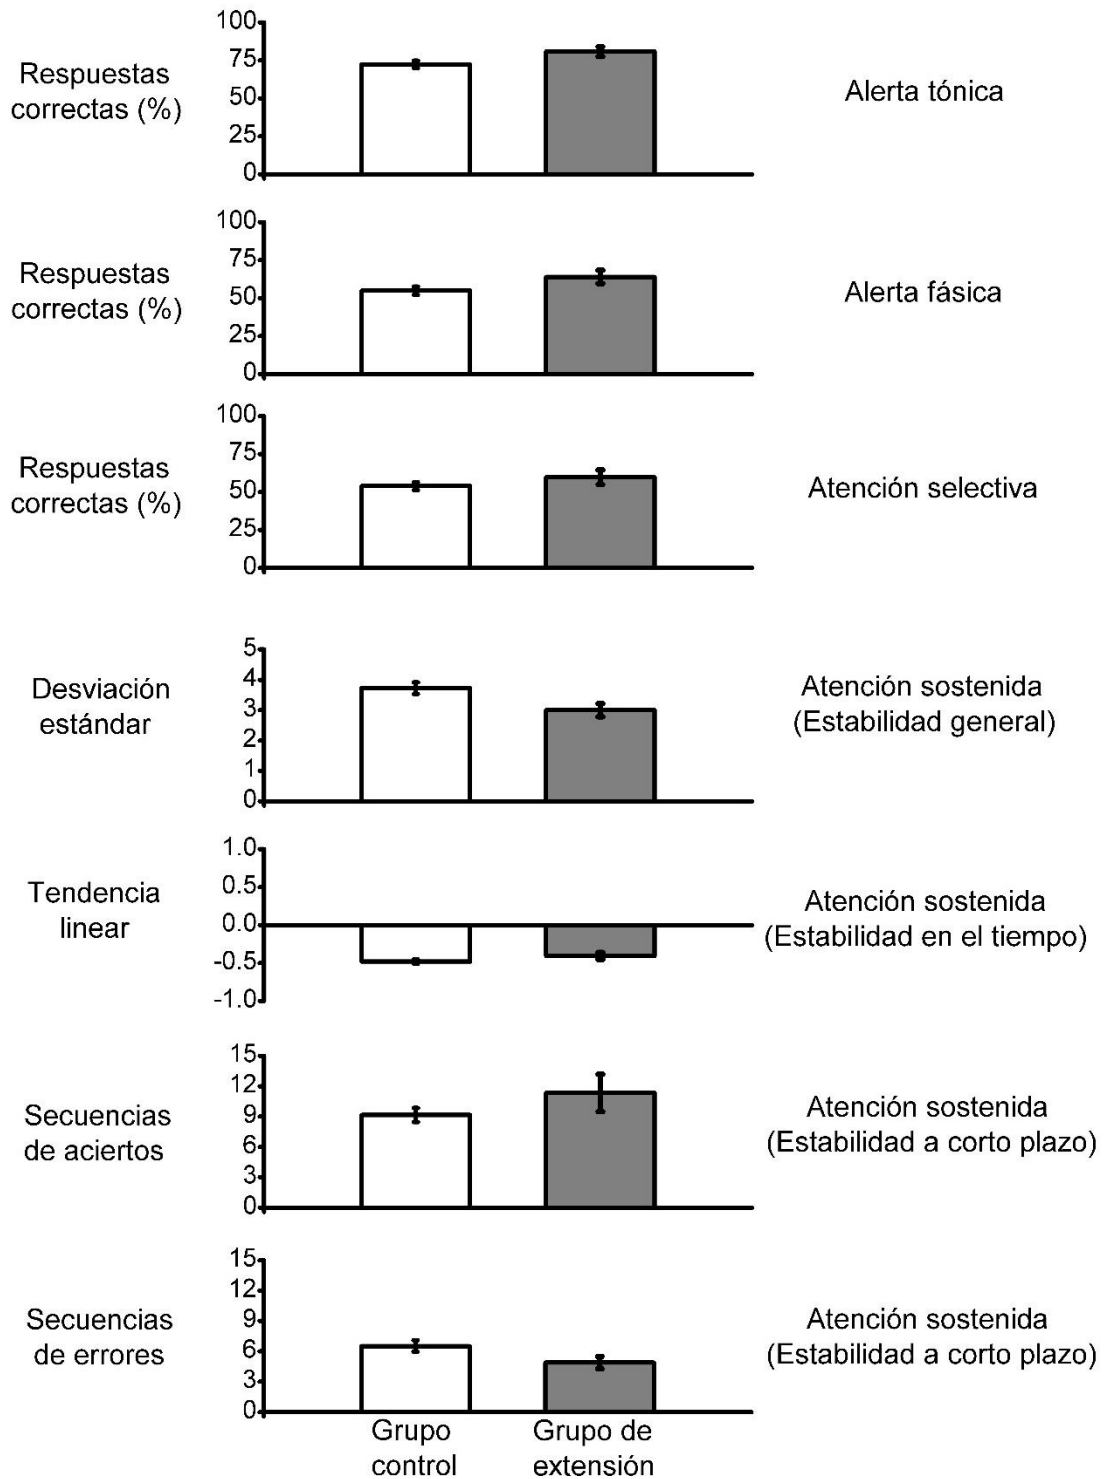 100
75
50
25
0
Respuestas
correctas (%)
Alerta tónica
100
75
50
25
0
Respuestas
correctas (%)
Alerta fásica
100
75
50
25
0
Respuestas
correctas (%)
Atención selectiva
5
4
3
2
1
0
Desviación
estándar
Atención sostenida
(Estabilidad general)
1.0
0.5
0.0
-0.5
-1.0
Tendencia
linear
Atención sostenida
(Estabilidad en el tiempo)
15
12
9
6
3
0
Secuencias
de aciertos
Atención sostenida
(Estabilidad a corto plazo)
15
12
9
6
3
0
Secuencias
de errores
Atención sostenida
(Estabilidad a corto plazo)
Grupo
control
Grupo de
extensión